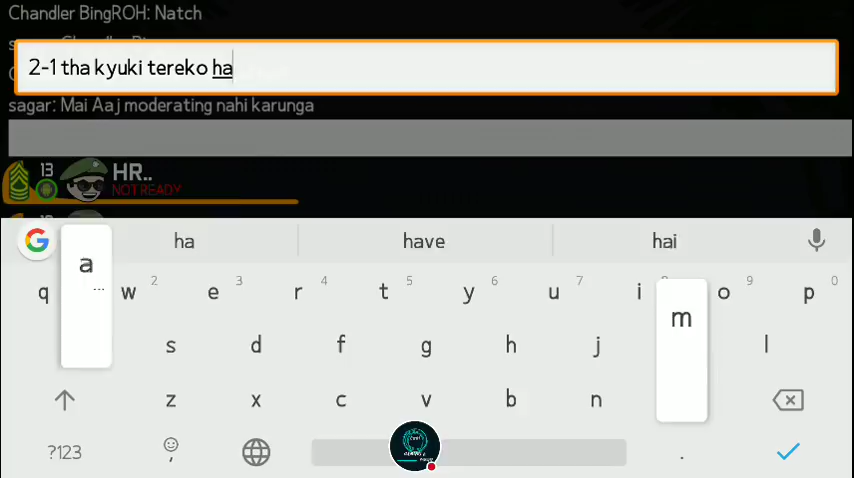 Chandler BingROH: Natch
2-1 tha kyuki tereko ha
sagar: Mai Aaj moderating nahi karunga
13 HR..
NOT READY
ha have hai
a m
q w 2 e 3 r 4 t 5 y 6 u 7 i o 9 p 0
s d f g h j l
z x c v b n
?123 , .